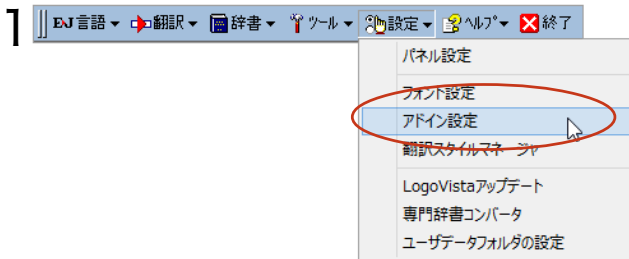 1
EXJ 言語 翻訳 辞書 ツール 設定 ヘルプ 終了
パネル設定
フォント設定
アドイン設定
翻訳スタイルマネージャ
LogoVistaアップデート
専門辞書コンバータ
ユーザデータフォルダの設定